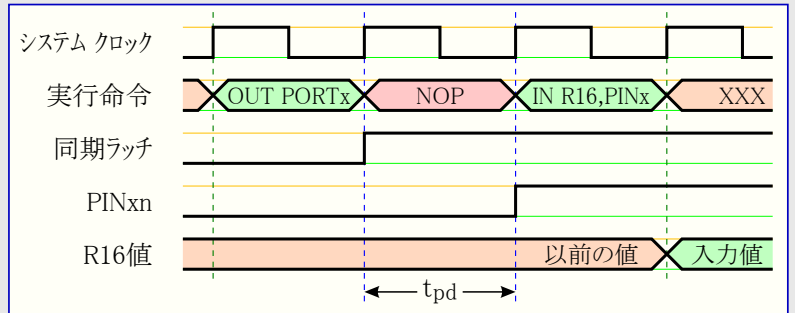 システム クロック
実行命令 OUT PORTx NOP IN R16,PINx XXX
同期ラッチ
PINxn
R16値 以前の値 入力値
tpd